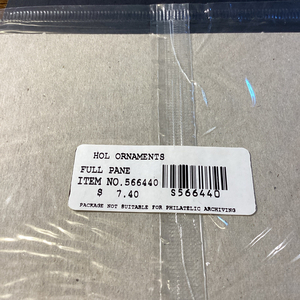 HOL ORNAMENTS
FULL PANE
ITEM NO.566440
$ 7.40
S566440
PACKAGE NOT SUITABLE FOR PHILATELIC ARCHIVING